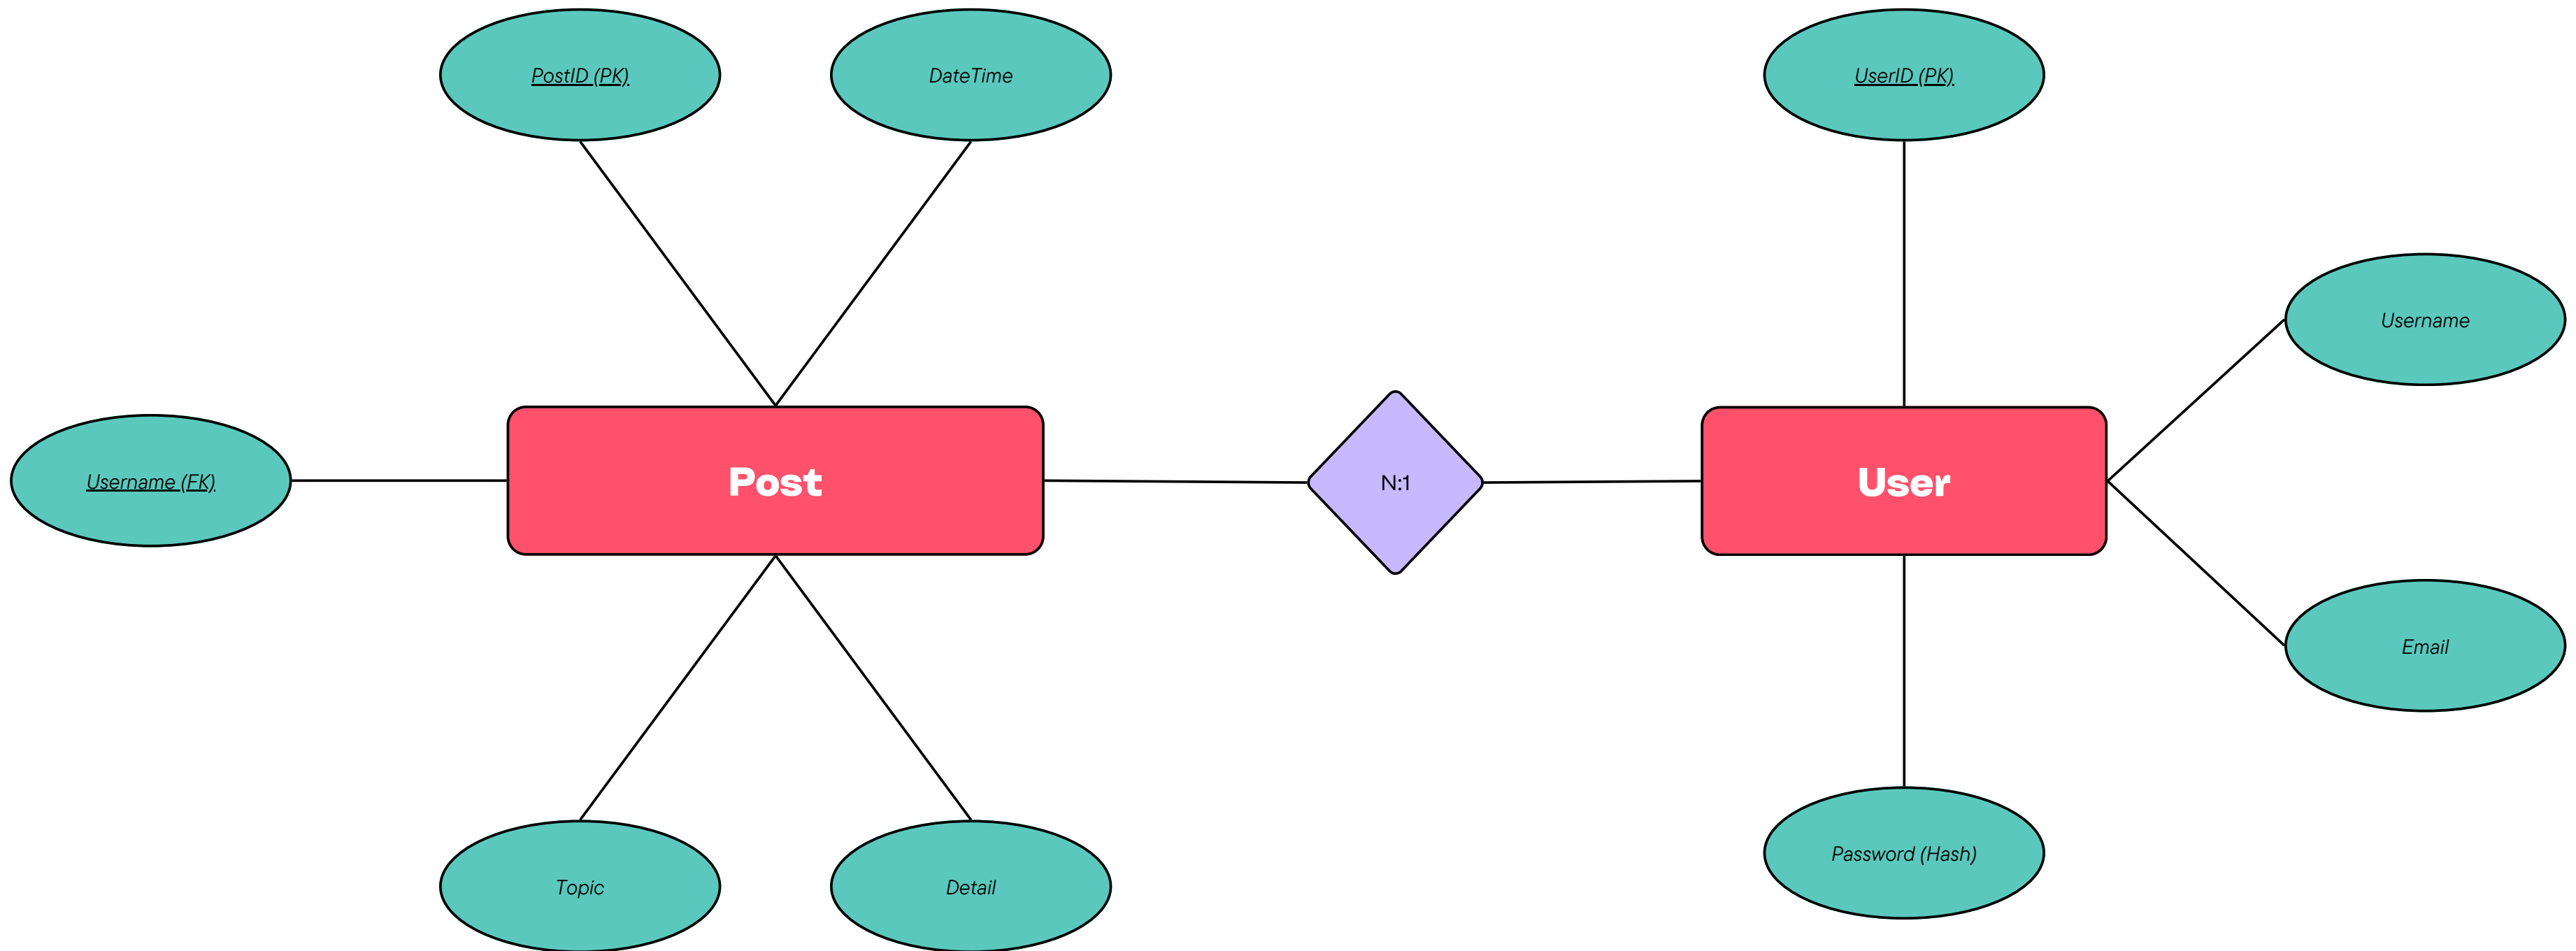 PostID (PK)
DateTime
UserID (PK)
Username
Username (FK)
Post
N:1
User
Email
Password (Hash)
Topic
Detail